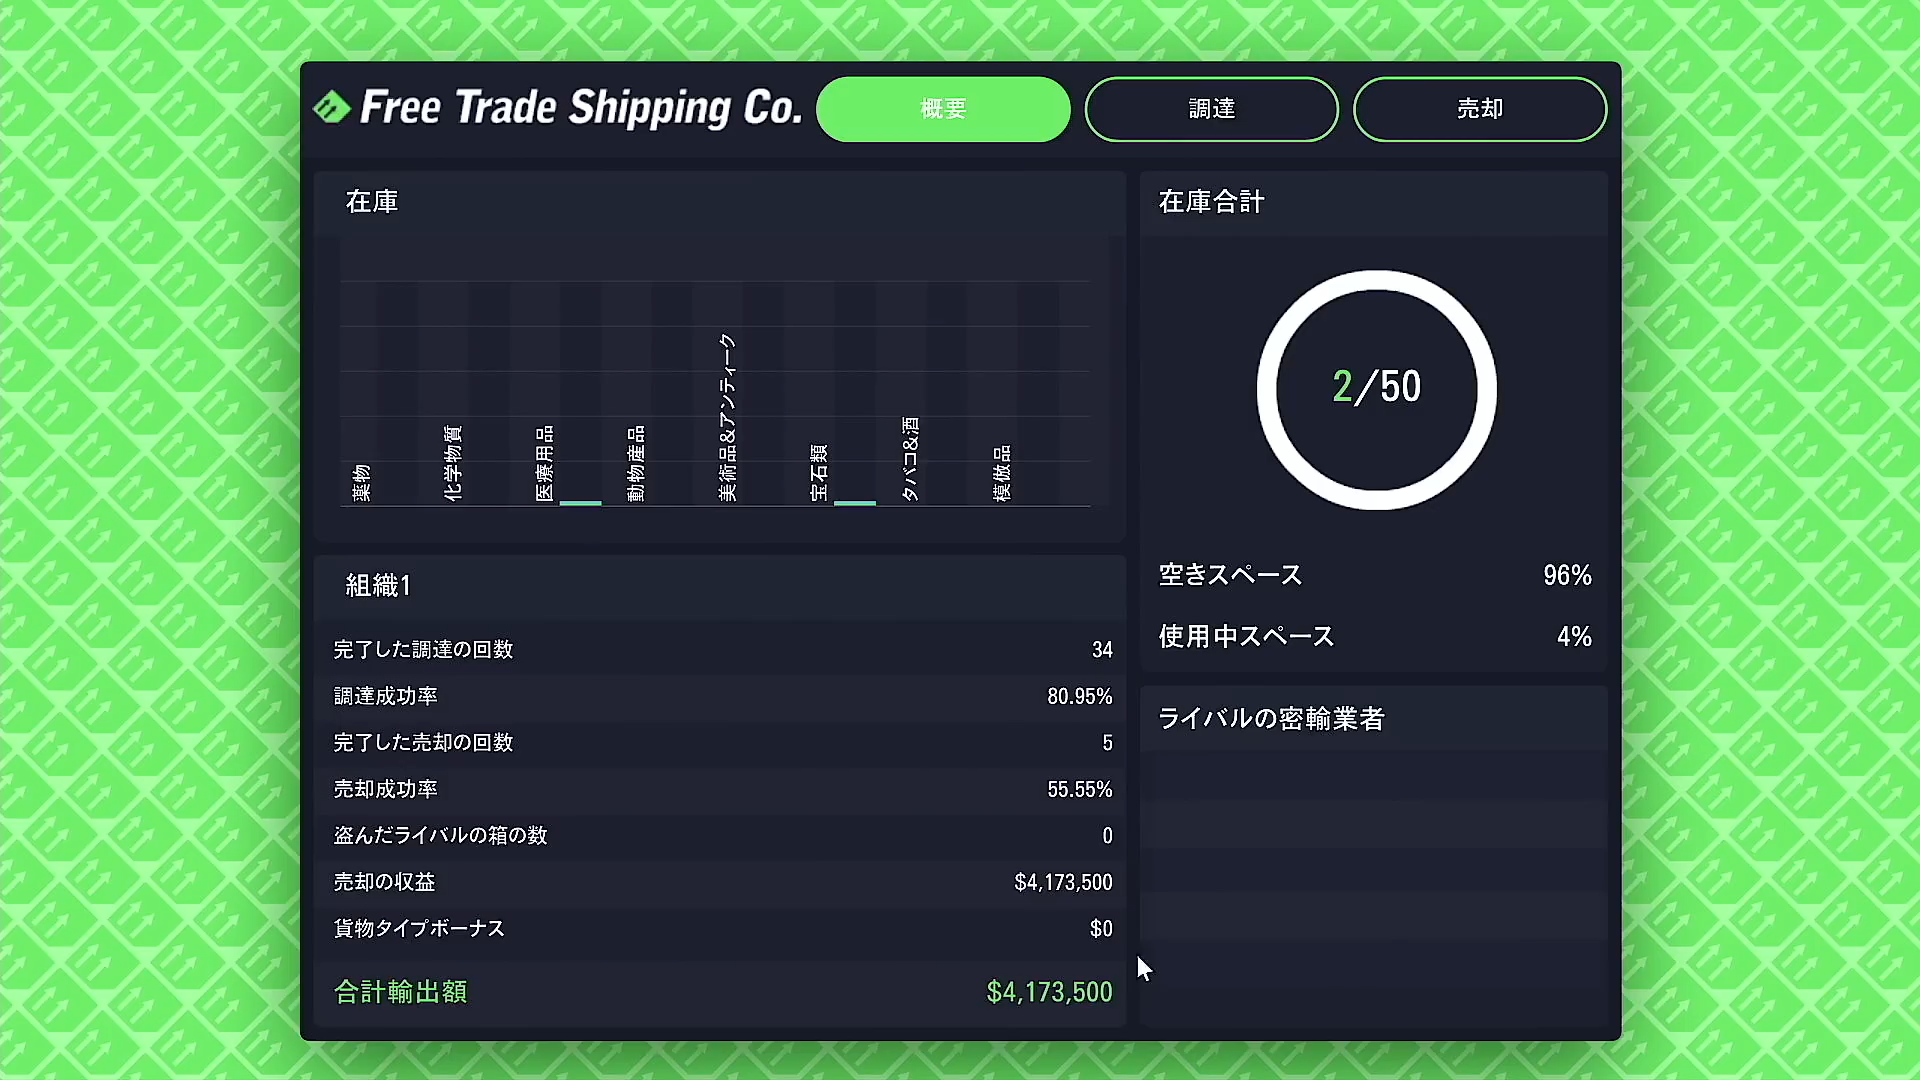 Free Trade Shipping Co.
概要
調達
売却
在庫
薬物
化学物質
医療用品
動物産品
美術品&アンティーク
宝石類
タバコ&酒
模倣品
在庫合計
2/50
空きスペース 96%
使用中スペース 4%
組織1
完了した調達の回数 34
調達成功率 80.95%
完了した売却の回数 5
売却成功率 55.55%
盗んだライバルの箱の数 0
売却の収益 $4,173,500
貨物タイプボーナス $0
合計輸出額 $4,173,500
ライバルの密輸業者